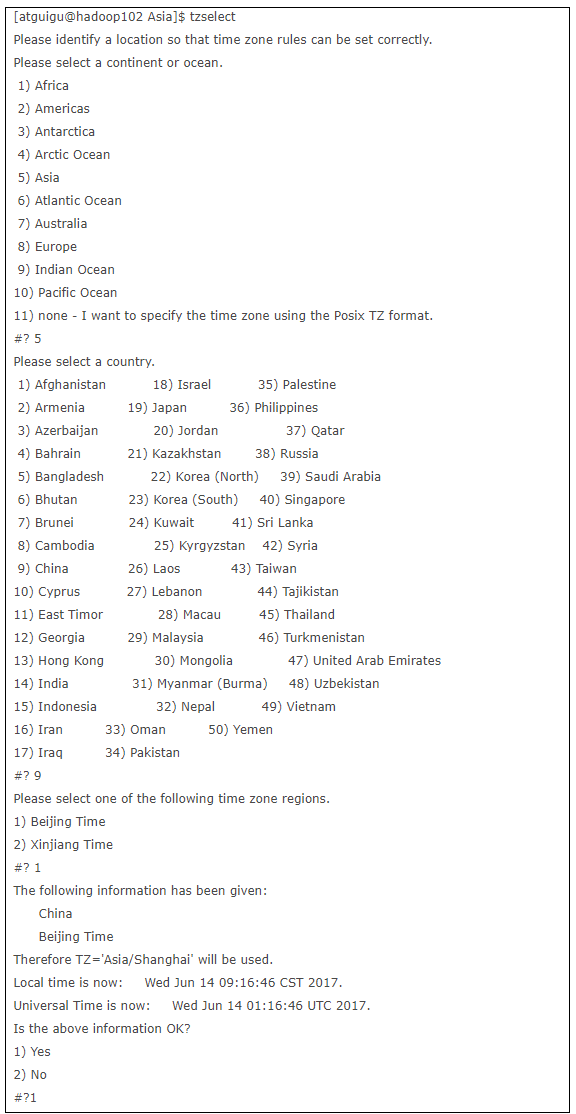 [atguigu@hadoop102 Asia]$ tzselect
Please identify a location so that time zone rules can be set correctly.
Please select a continent or ocean.
1) Africa
2) Americas
3) Antarctica
4) Arctic Ocean
5) Asia
6) Atlantic Ocean
7) Australia
8) Europe
9) Indian Ocean
10) Pacific Ocean
11) none - I want to specify the time zone using the Posix TZ format.
#? 5
Please select a country.
1) Afghanistan 18) Israel 35) Palestine
2) Armenia 19) Japan 36) Philippines
3) Azerbaijan 20) Jordan 37) Qatar
4) Bahrain 21) Kazakhstan 38) Russia
5) Bangladesh 22) Korea (North) 39) Saudi Arabia
6) Bhutan 23) Korea (South) 40) Singapore
7) Brunei 24) Kuwait 41) Sri Lanka
8) Cambodia 25) Kyrgyzstan 42) Syria
9) China 26) Laos 43) Taiwan
10) Cyprus 27) Lebanon 44) Tajikistan
11) East Timor 28) Macau 45) Thailand
12) Georgia 29) Malaysia 46) Turkmenistan
13) Hong Kong 30) Mongolia 47) United Arab Emirates
14) India 31) Myanmar (Burma) 48) Uzbekistan
15) Indonesia 32) Nepal 49) Vietnam
16) Iran 33) Oman 50) Yemen
17) Iraq 34) Pakistan
#? 9
Please select one of the following time zone regions.
1) Beijing Time
2) Xinjiang Time
#? 1
The following information has been given:
China
Beijing Time
Therefore TZ='Asia/Shanghai' will be used.
Local time is now: Wed Jun 14 09:16:46 CST 2017.
Universal Time is now: Wed Jun 14 01:16:46 UTC 2017.
Is the above information OK?
1) Yes
2) No
#?1